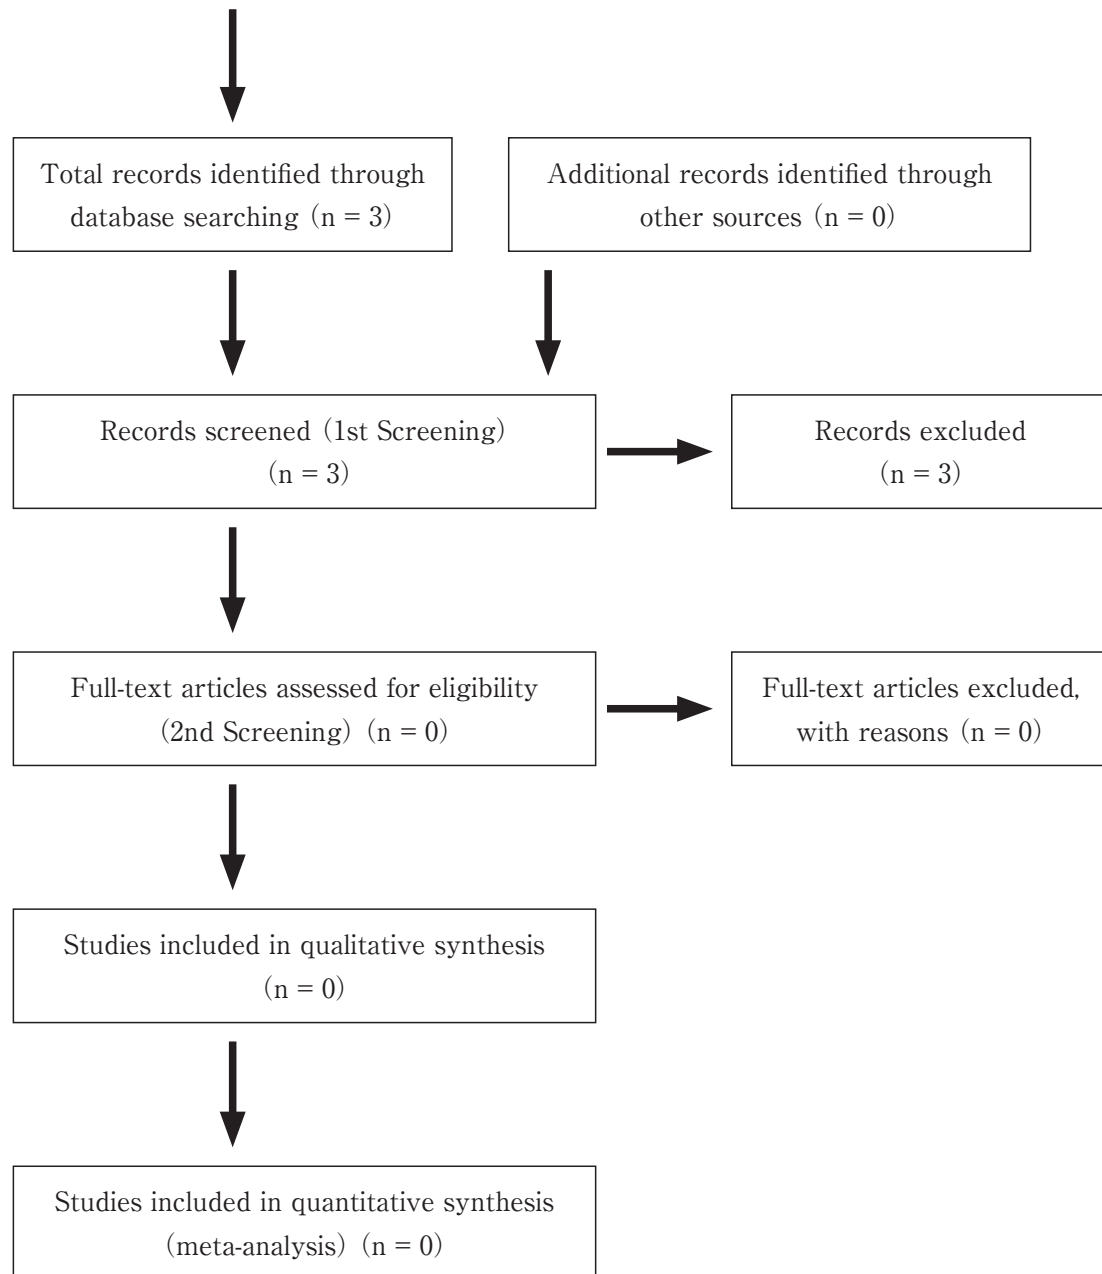 Total records identified through
database searching (n = 3)
Additional records identified through
other sources (n = 0)
Records screened (1st Screening)
(n = 3)
Records excluded
(n = 3)
Full-text articles assessed for eligibility
(2nd Screening) (n = 0)
Full-text articles excluded,
with reasons (n = 0)
Studies included in qualitative synthesis
(n = 0)
Studies included in quantitative synthesis
(meta-analysis) (n = 0)